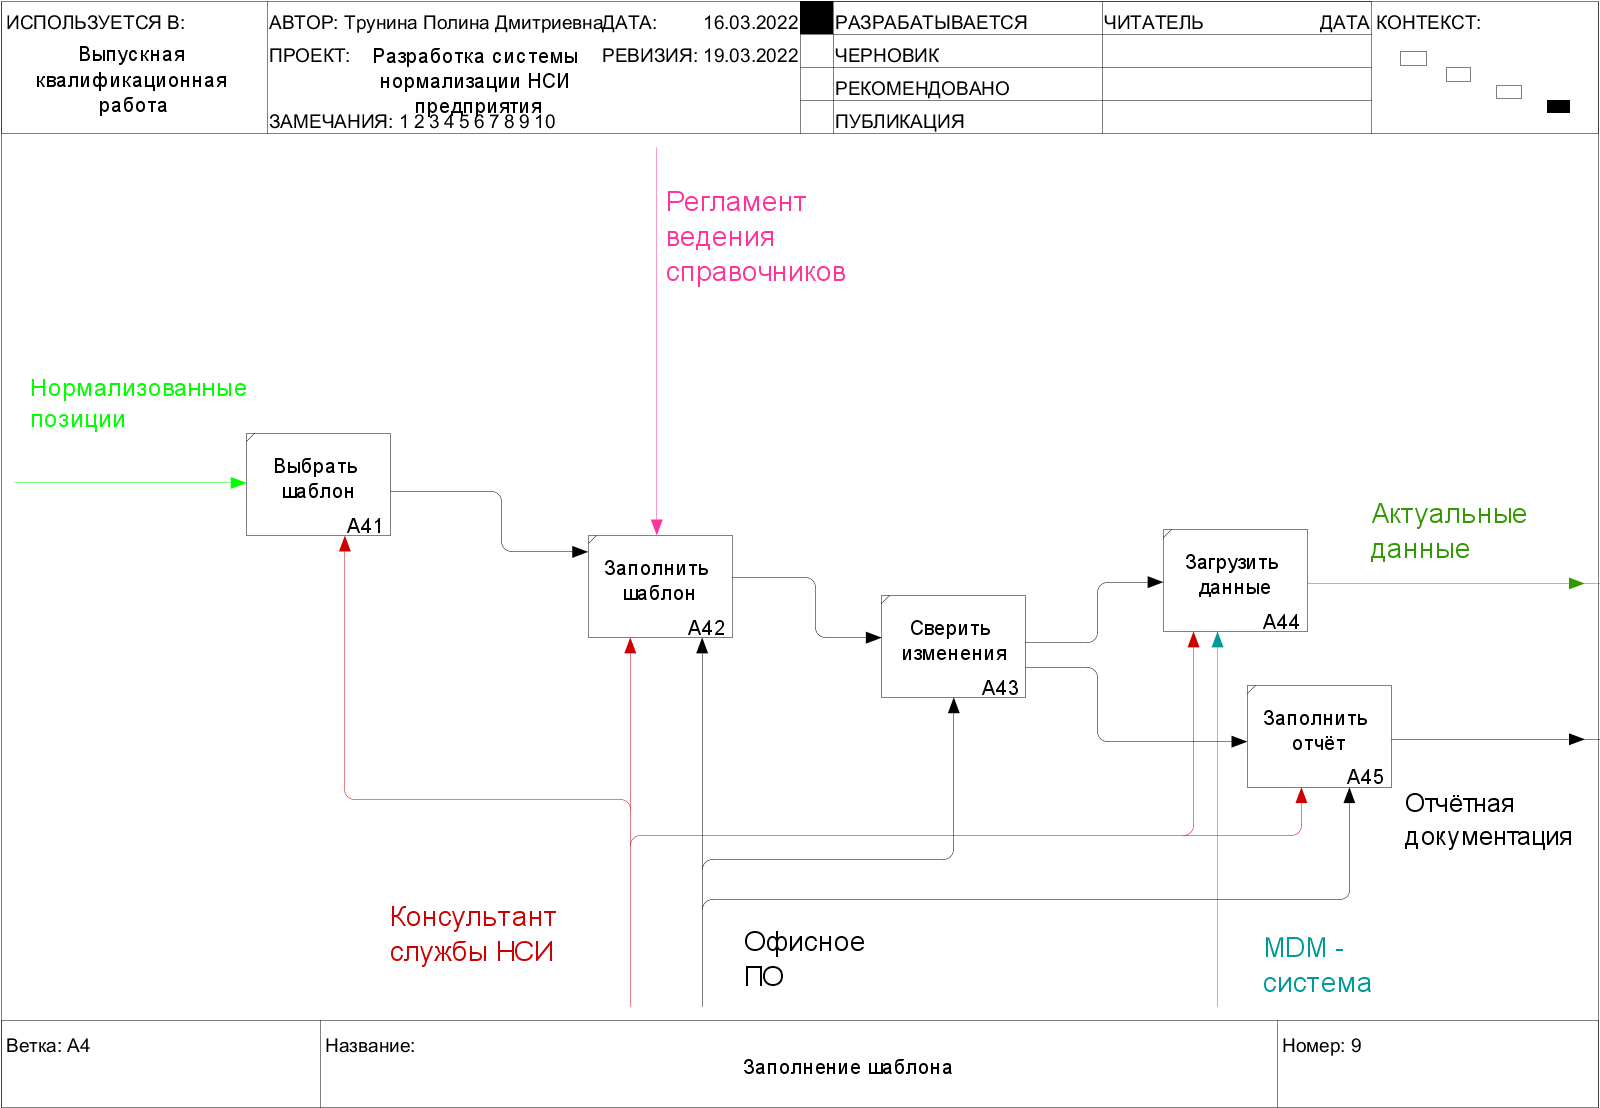 ИСПОЛЬЗУЕТСЯ В:
Выпускная
квалификационная
работа
АВТОР: Трунина Полина Дмитриевна
ДАТА: 16.03.2022
ПРОЕКТ: Разработка системы
нормализации НСИ
предприятия
РЕВИЗИЯ: 19.03.2022
ЗАМЕЧАНИЯ: 1 2 3 4 5 6 7 8 9 10
РАЗРАБАТЫВАЕТСЯ
ЧЕРНОВИК
РЕКОМЕНДОВАНО
ПУБЛИКАЦИЯ
ЧИТАТЕЛЬ ДАТА
КОНТЕКСТ:
Регламент
ведения
справочников
Нормализованные
позиции
Выбрать
шаблон
A41
Заполнить
шаблон
A42
Сверить
изменения
A43
Загрузить
данные
A44
Актуальные
данные
Заполнить
отчёт
A45
Отчётная
документация
Консультант
службы НСИ
Офисное
ПО
MDM -
система
Ветка: A4
Название:
Заполнение шаблона
Номер: 9